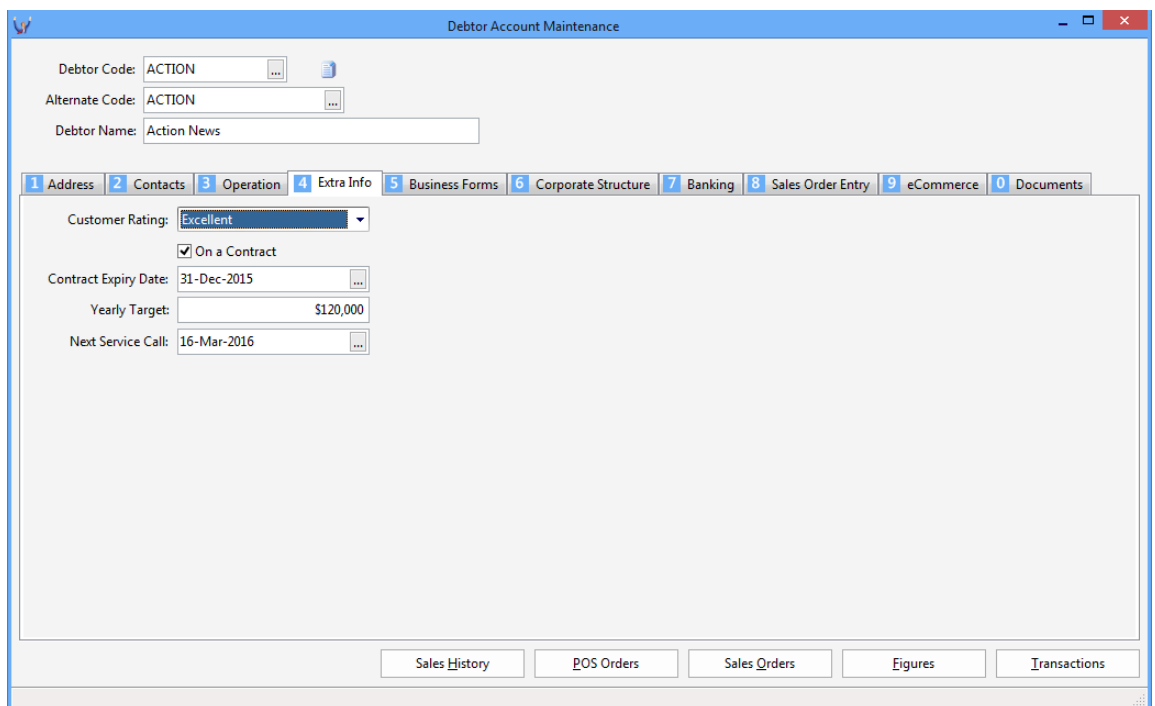 Debtor Account Maintenance
Debtor Code: ACTION ...
Alternate Code: ACTION ...
Debtor Name: Action News
1 Address 2 Contacts 3 Operation 4 Extra Info 5 Business Forms 6 Corporate Structure 7 Banking 8 Sales Order Entry 9 eCommerce 0 Documents
Customer Rating: Excellent
On a Contract
Contract Expiry Date: 31-Dec-2015 ...
Yearly Target: $120,000
Next Service Call: 16-Mar-2016 ...
Sales History POS Orders Sales Orders Figures Transactions